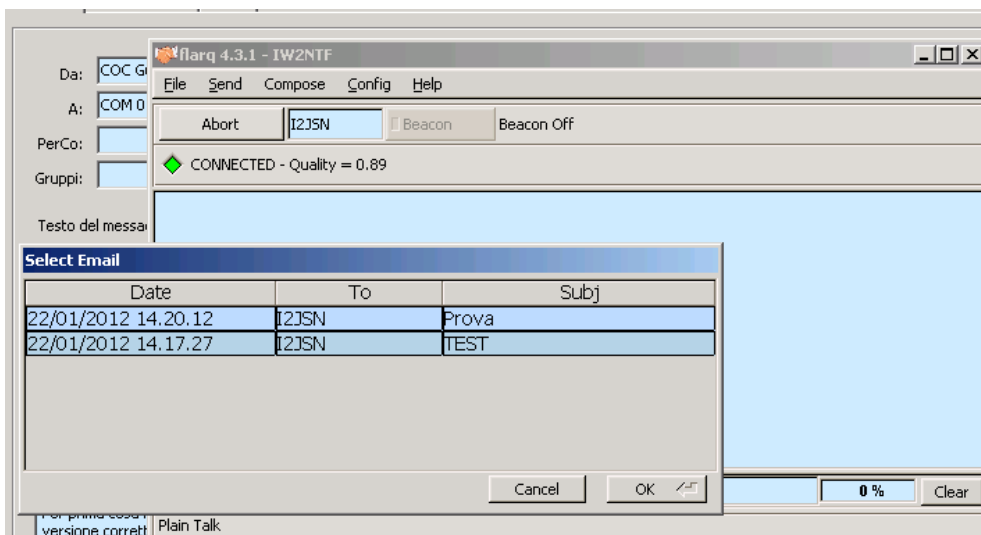 flarq 4.3.1 - IW2NTF
Da: COC G
File Send Compose Config Help
A: COM 0
Abort I2JSN Beacon Beacon Off
PerCo:
CONNECTED - Quality = 0.89
Gruppi:
Testo del messa
Select Email
Date To Subj
22/01/2012 14.20.12 I2JSN Prova
22/01/2012 14.17.27 I2JSN TEST
Cancel OK
0 % Clear
versione corrett
Plain Talk